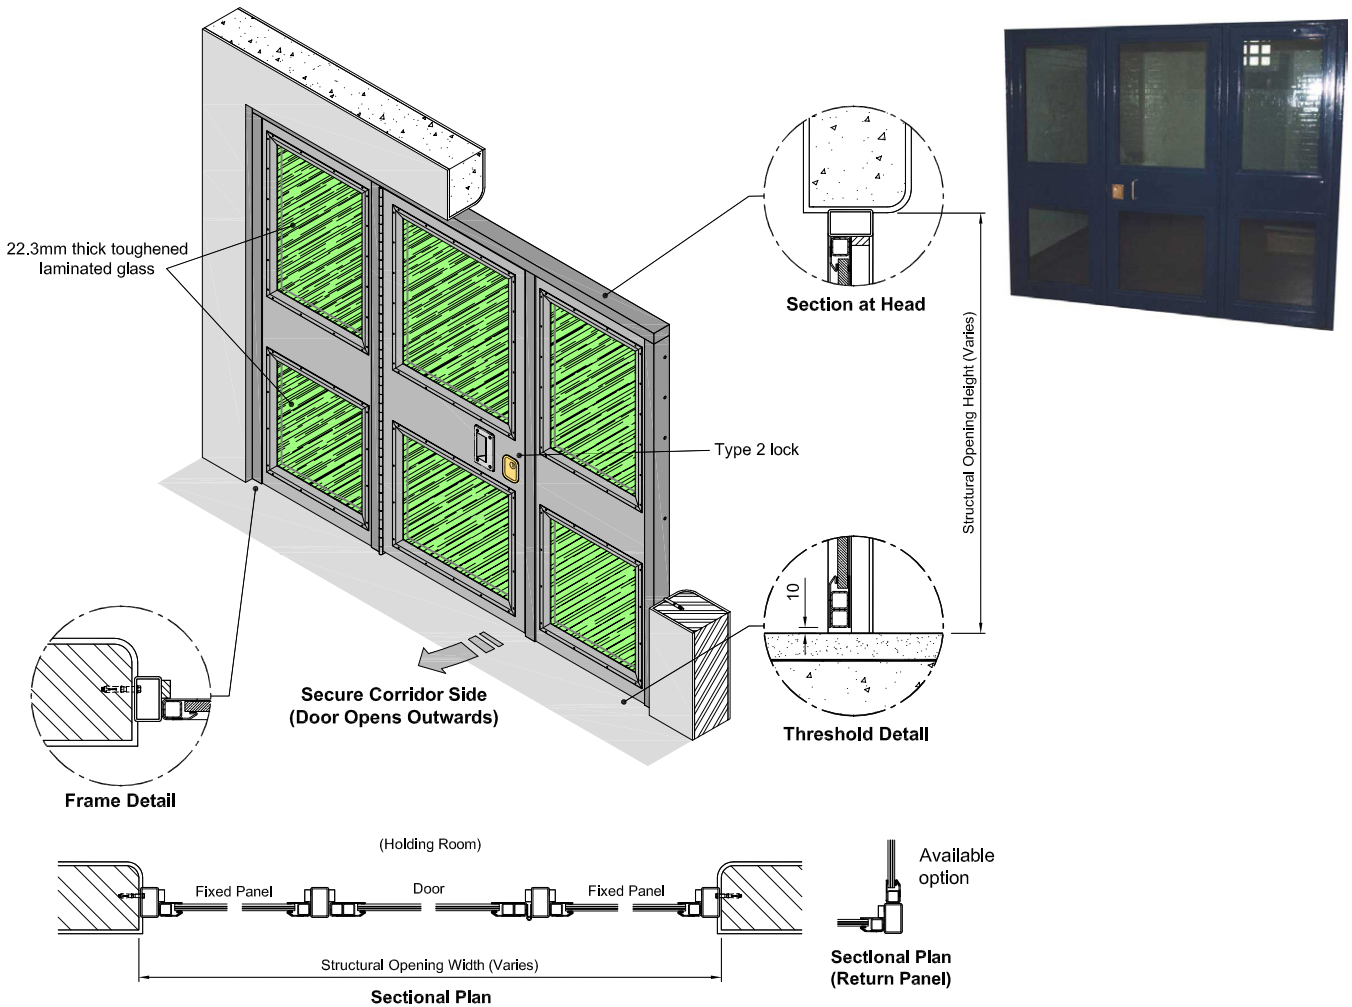 22.3mm thick toughened
laminated glass
Section at Head
Structural Opening Height (Varies)
Type 2 lock
10
Threshold Detail
Secure Corridor Side
(Door Opens Outwards)
Frame Detail
(Holding Room)
Fixed Panel
Door
Fixed Panel
Structural Opening Width (Varies)
Sectional Plan
Available
option
Sectional Plan
(Return Panel)